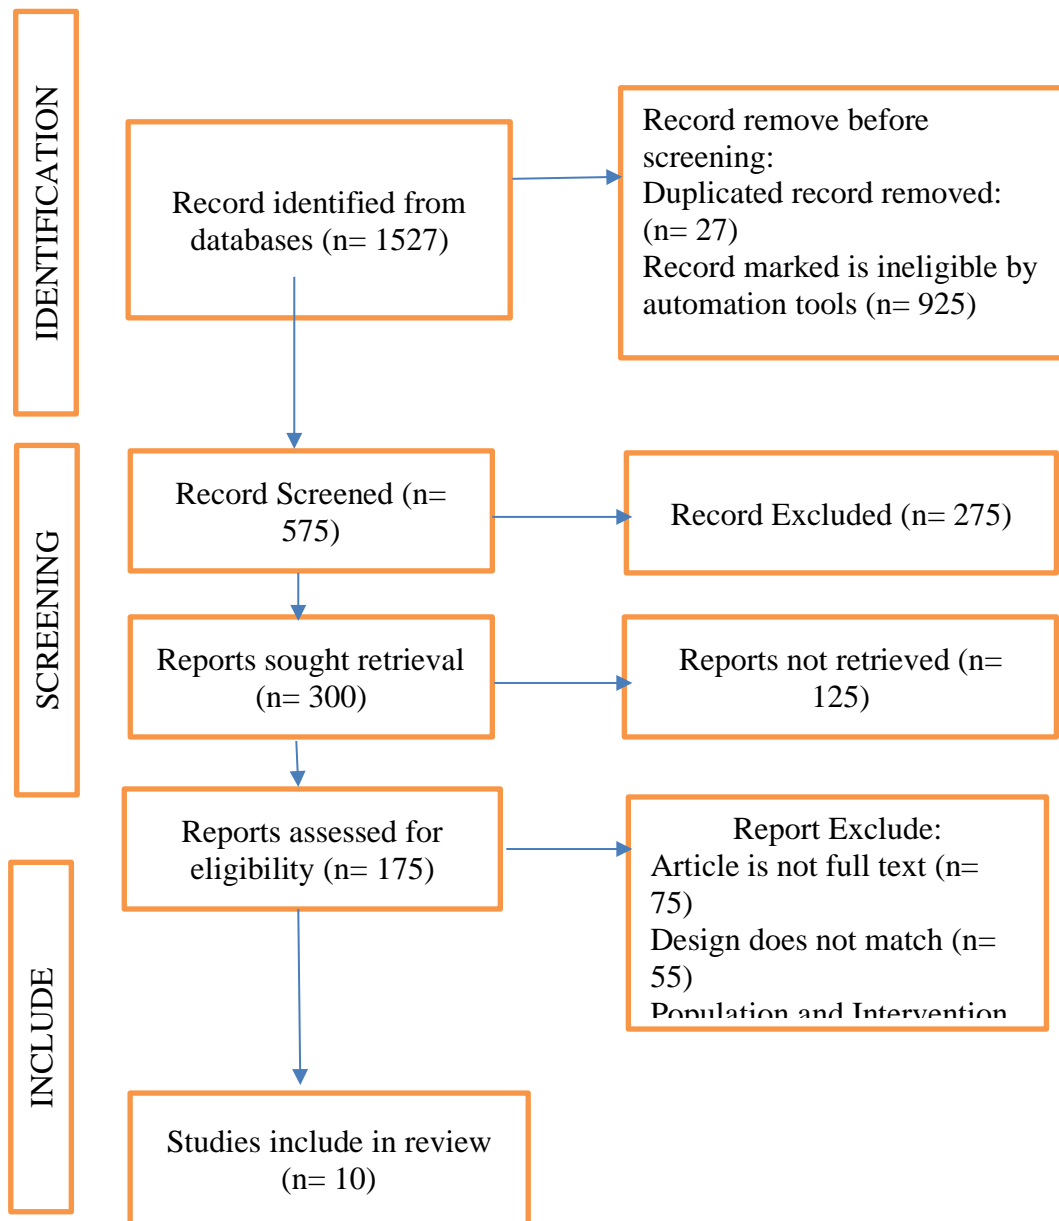 IDENTIFICATION
Record identified from
databases (n= 1527)
Record remove before
screening:
Duplicated record removed:
(n= 27)
Record marked is ineligible by
automation tools (n= 925)
SCREENING
Record Screened (n=
575)
Record Excluded (n= 275)
Reports sought retrieval
(n= 300)
Reports not retrieved (n=
125)
Reports assessed for
eligibility (n= 175)
Report Exclude:
Article is not full text (n=
75)
Design does not match (n=
55)
Population and Intervention
INCLUDE
Studies include in review
(n= 10)